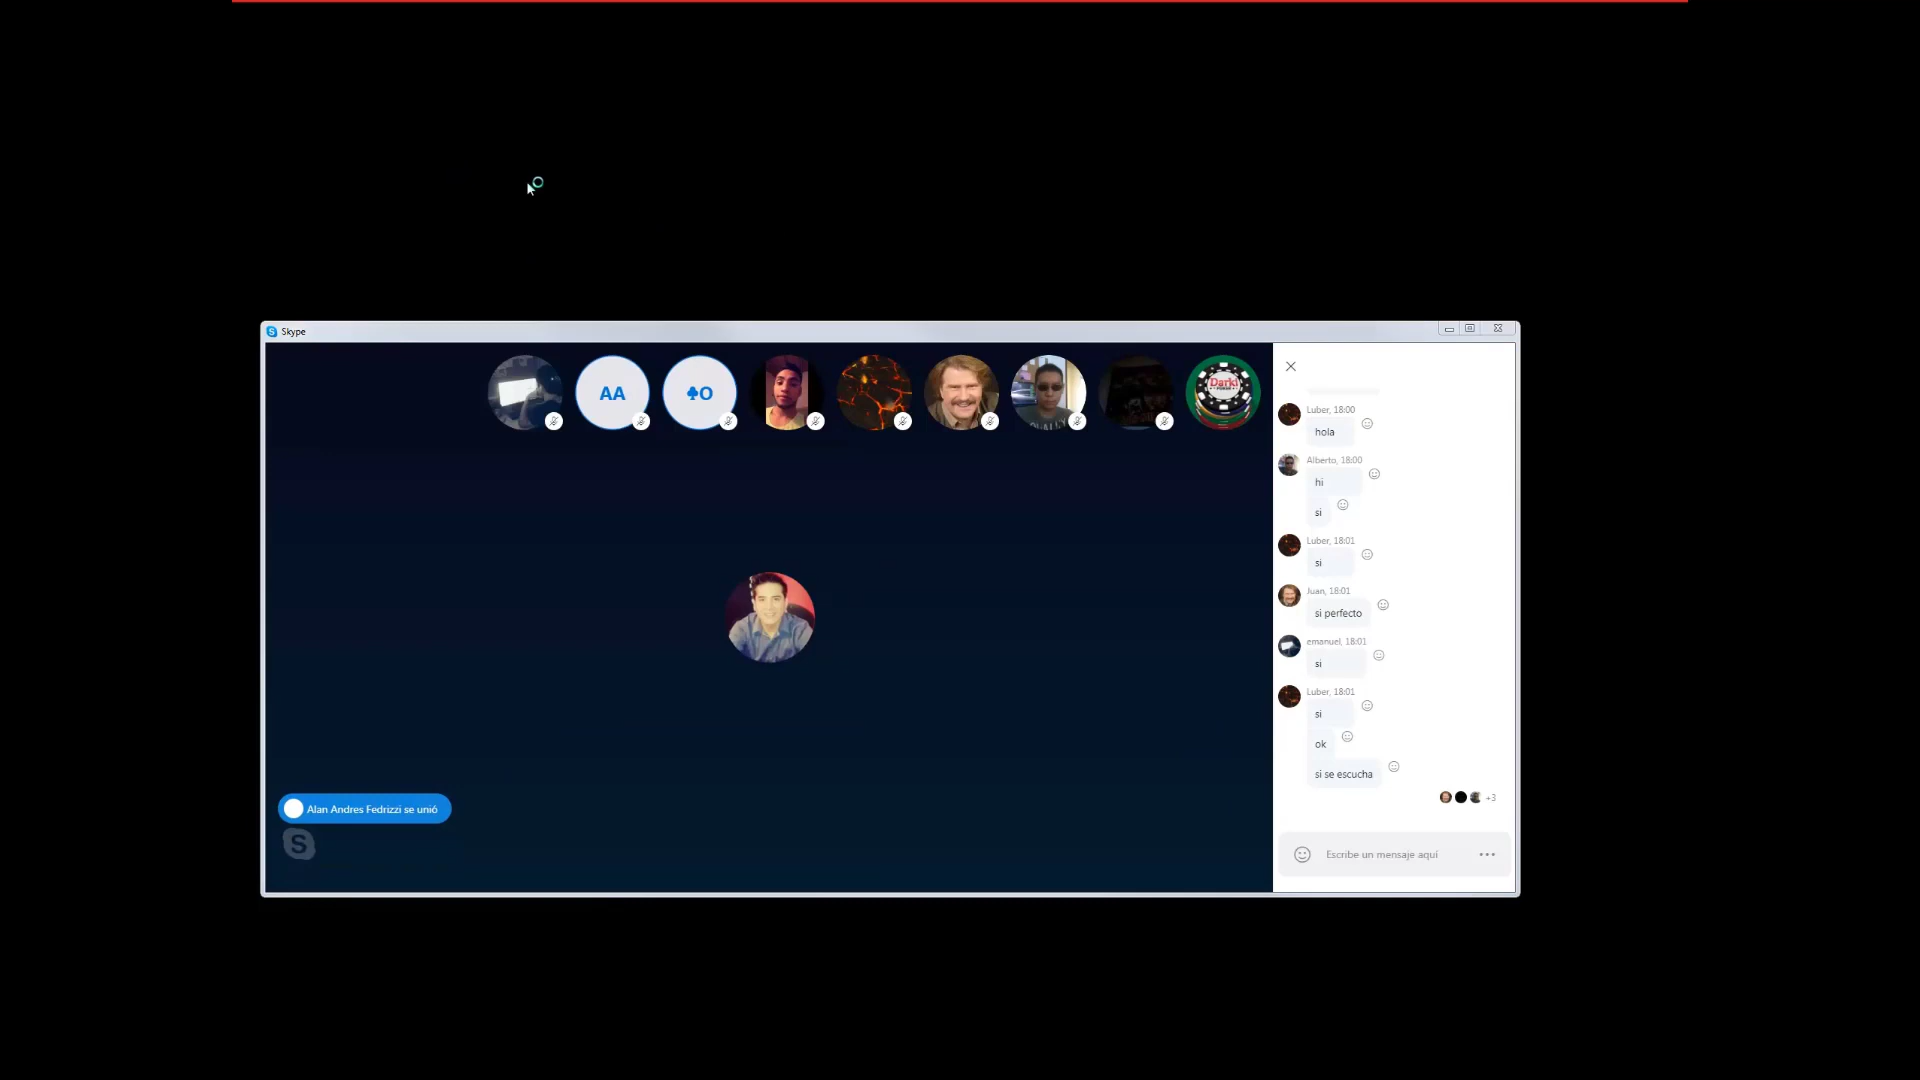 Skype
AA
♣O
Darki
Luber, 18:00
hola
Alberto, 18:00
hi
si
Luber, 18:01
si
Juan, 18:01
si perfecto
emanuel, 18:01
si
Luber, 18:01
si
ok
si se escucha
+3
Alan Andres Fedrizzi se unió
S
Escribe un mensaje aquí